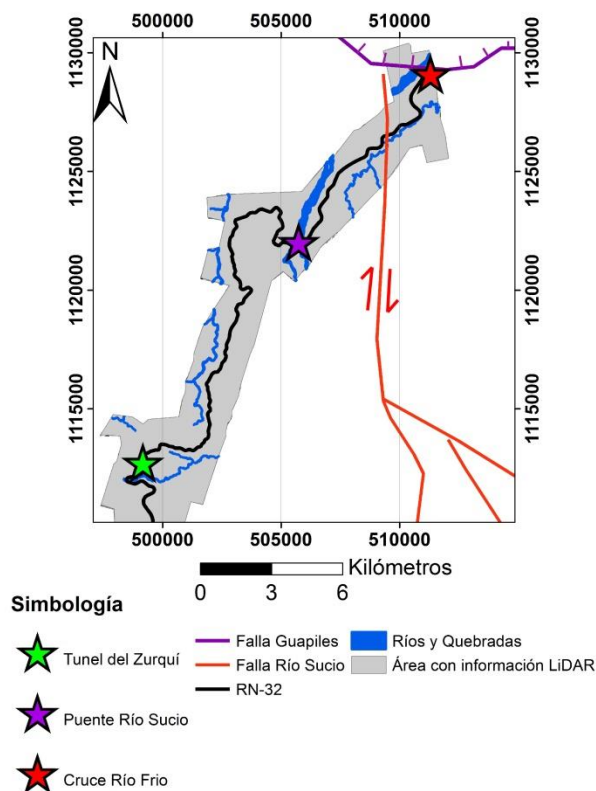 500000 505000 510000
1130000
1125000
1120000
1115000
1130000
1125000
1120000
1115000
N
500000 505000 510000
Kilómetros
0 3 6
Simbología
Tunel del Zurquí
Puente Río Sucio
Cruce Río Frio
Falla Guapiles
Falla Río Sucio
RN-32
Ríos y Quebradas
Área con información LiDAR